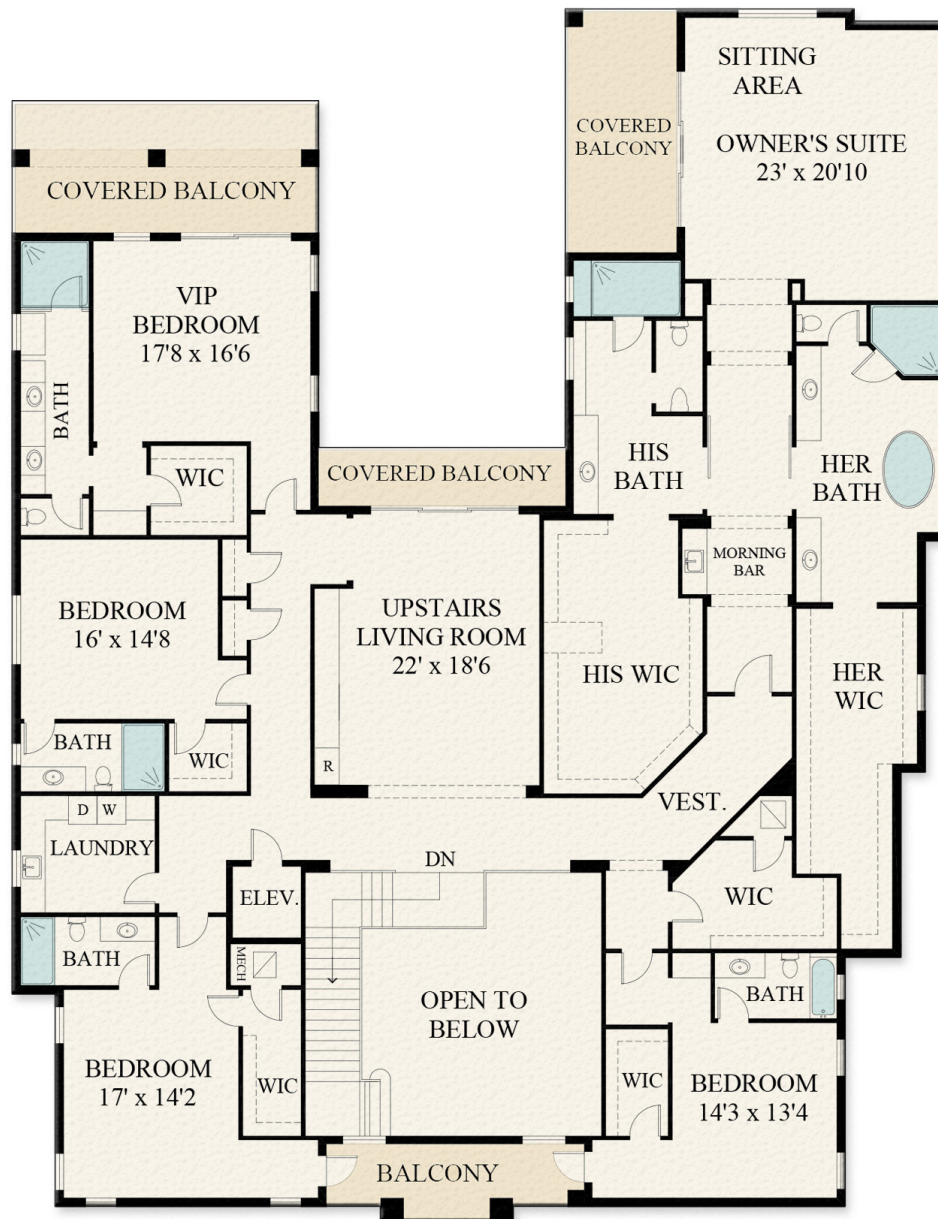 SITTING
AREA
OWNER'S SUITE
23' x 20'10
COVERED
BALCONY
COVERED BALCONY
VIP
BEDROOM
17'8 x 16'6
BATH
WIC
COVERED BALCONY
HIS
BATH
HER
BATH
MORNING
BAR
BEDROOM
16' x 14'8
UPSTAIRS
LIVING ROOM
22' x 18'6
HIS WIC
HER
WIC
BATH
WIC
R
VEST.
D W
LAUNDRY
DN
ELEV.
WIC
BATH
MECH
OPEN TO
BELOW
BATH
BEDROOM
17' x 14'2
WIC
WIC
BEDROOM
14'3 x 13'4
BALCONY